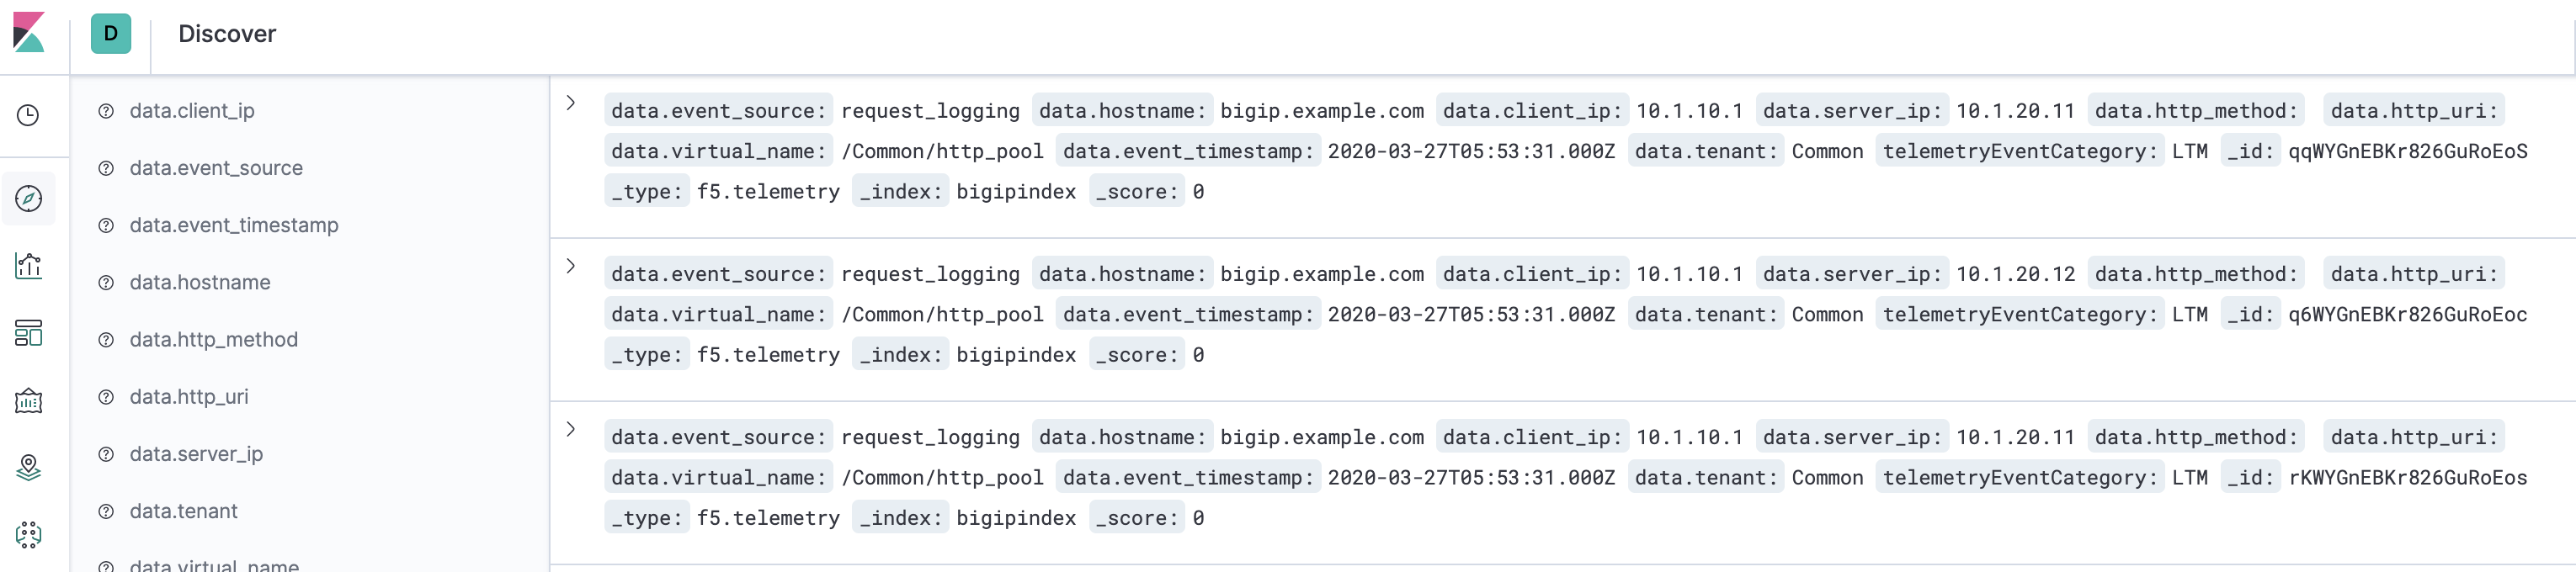 D Discover
data.client_ip
data.event_source
data.event_timestamp
data.hostname
data.http_method
data.http_uri
data.server_ip
data.tenant
data.virtual_name
data.event_source: request_logging data.hostname: bigip.example.com data.client_ip: 10.1.10.1 data.server_ip: 10.1.20.11 data.http_method: data.http_uri:
data.virtual_name: /Common/http_pool data.event_timestamp: 2020-03-27T05:53:31.000Z data.tenant: Common telemetryEventCategory: LTM _id: qqWYGnEBKr826GuRoEoS
_type: f5.telemetry _index: bigipindex _score: 0
data.event_source: request_logging data.hostname: bigip.example.com data.client_ip: 10.1.10.1 data.server_ip: 10.1.20.12 data.http_method: data.http_uri:
data.virtual_name: /Common/http_pool data.event_timestamp: 2020-03-27T05:53:31.000Z data.tenant: Common telemetryEventCategory: LTM _id: q6WYGnEBKr826GuRoEoc
_type: f5.telemetry _index: bigipindex _score: 0
data.event_source: request_logging data.hostname: bigip.example.com data.client_ip: 10.1.10.1 data.server_ip: 10.1.20.11 data.http_method: data.http_uri:
data.virtual_name: /Common/http_pool data.event_timestamp: 2020-03-27T05:53:31.000Z data.tenant: Common telemetryEventCategory: LTM _id: rKWYGnEBKr826GuRoEos
_type: f5.telemetry _index: bigipindex _score: 0